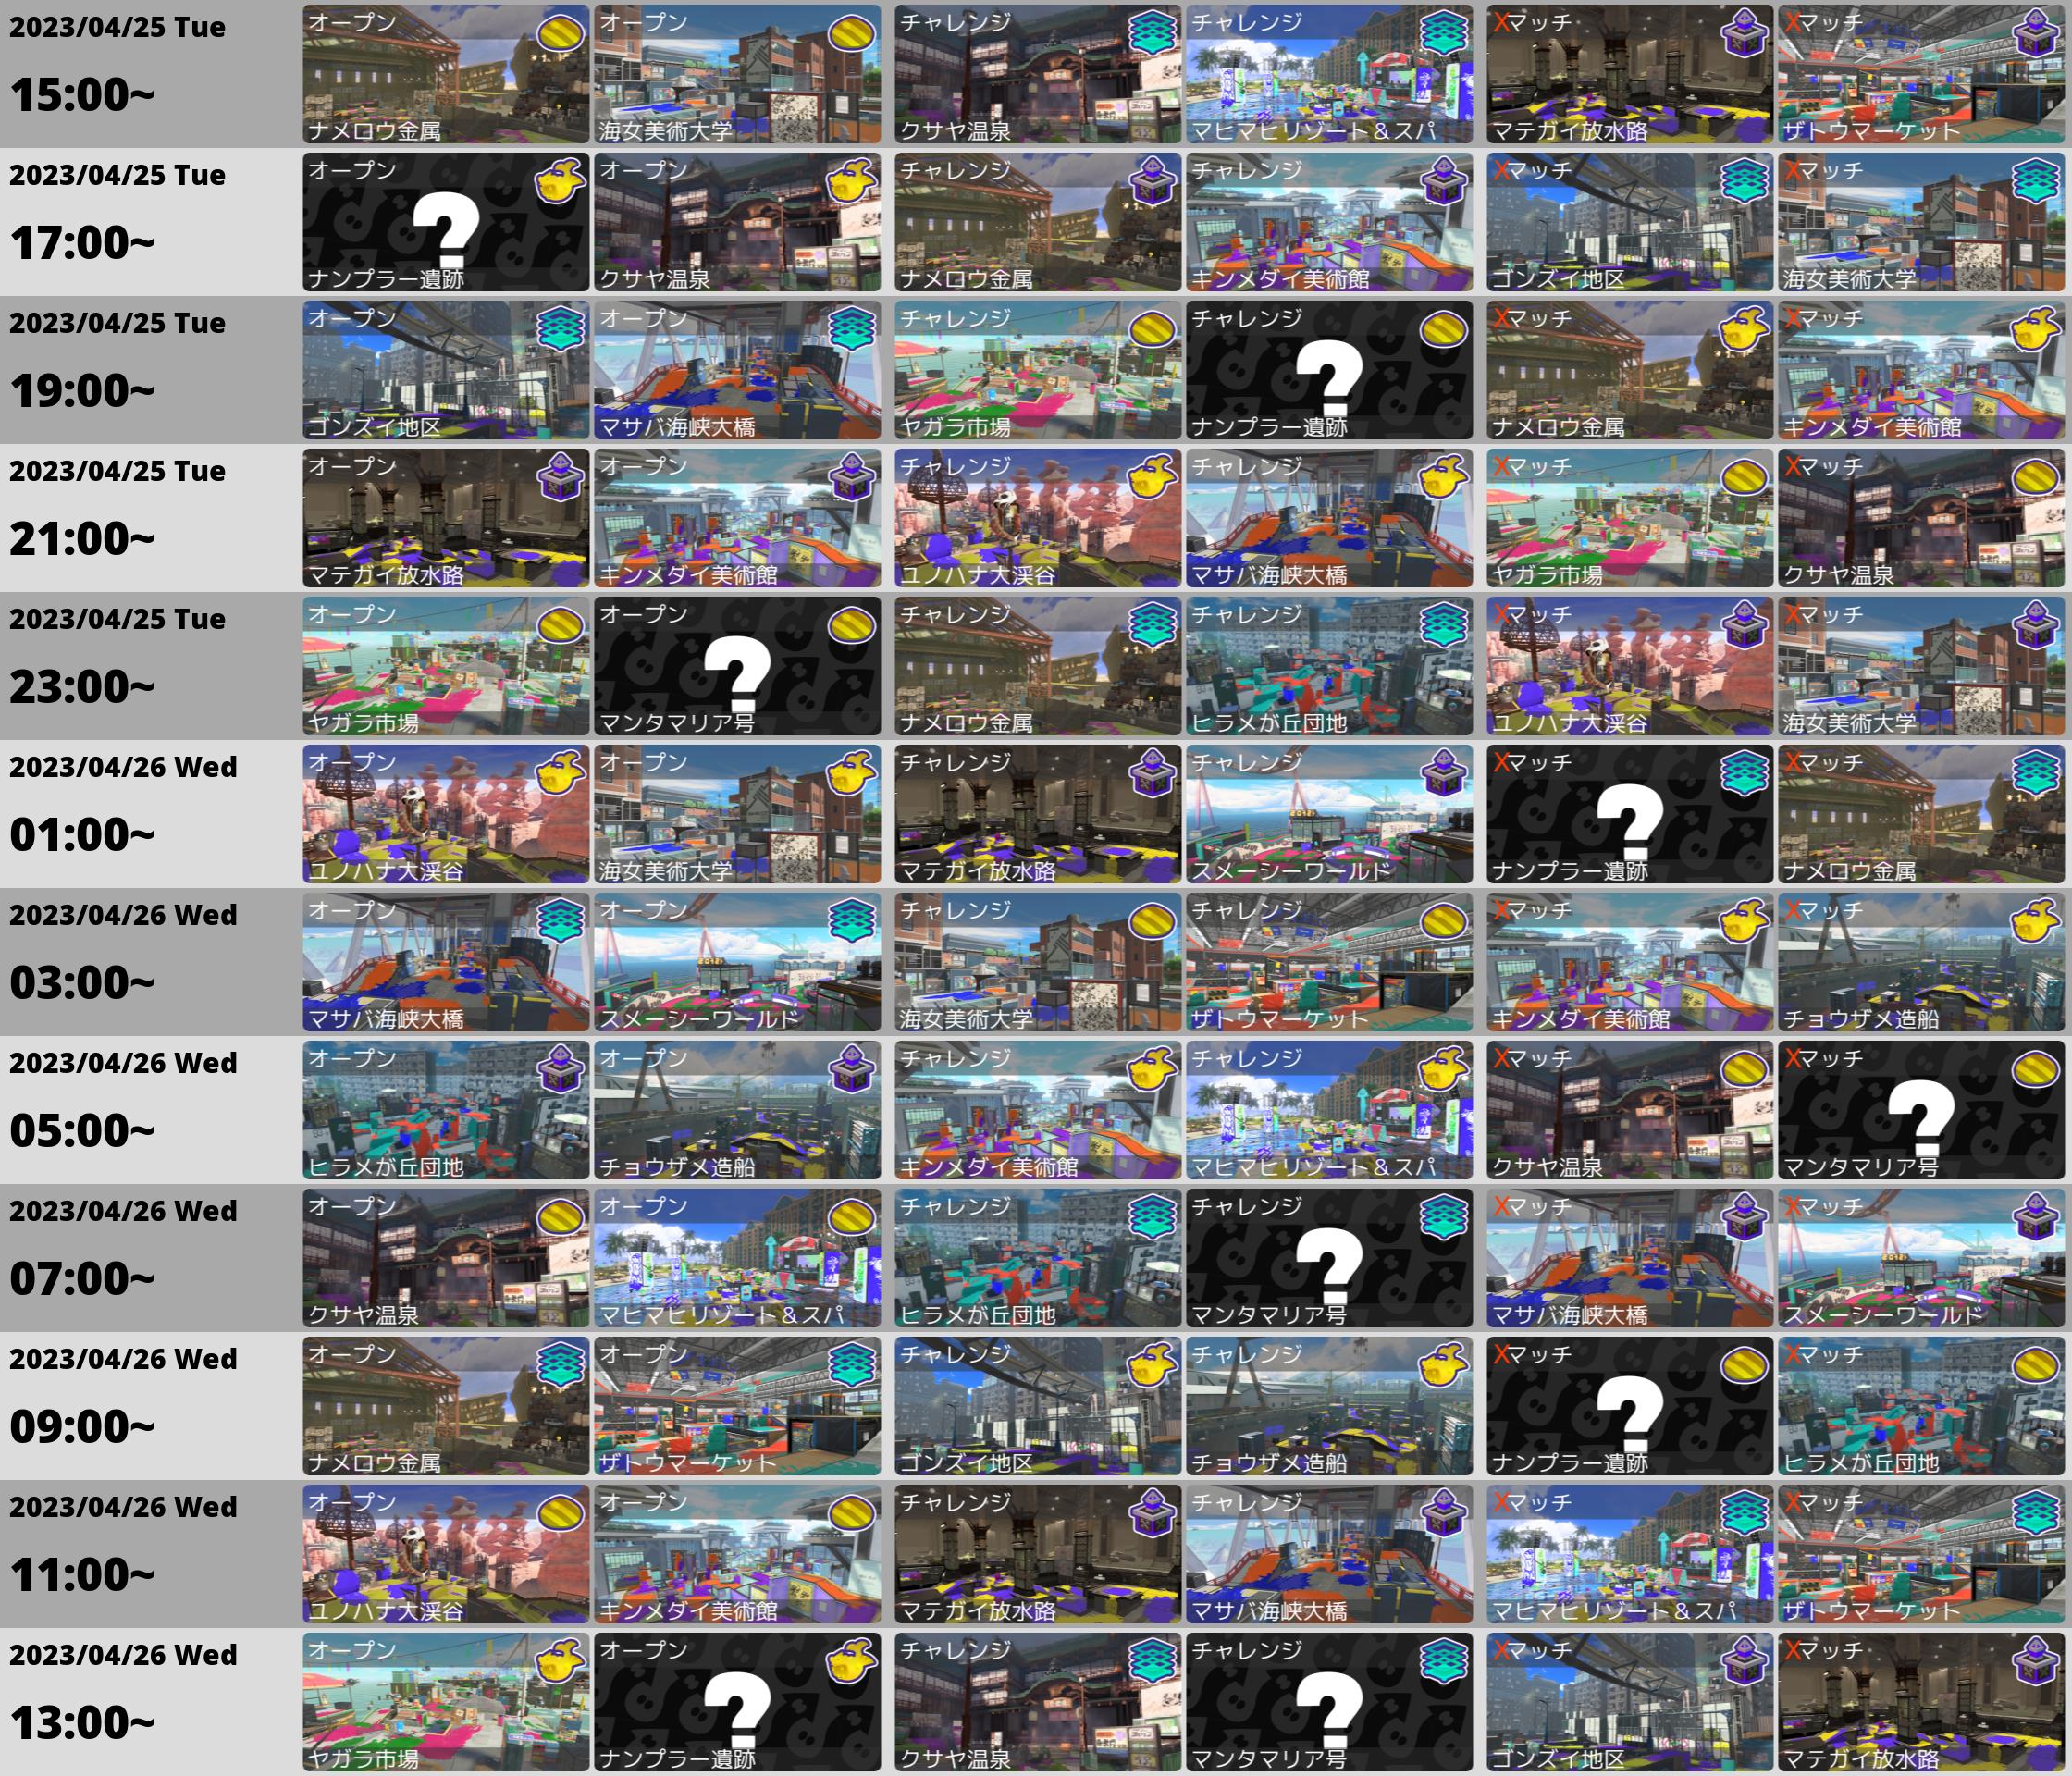 2023/04/25 Tue
15:00~
オープン
ナメロウ金属
オープン
海女美術大学
チャレンジ
クサヤ温泉
チャレンジ
マヒマヒリゾート＆スパ
Xマッチ
マテガイ放水路
Xマッチ
ザトウマーケット
2023/04/25 Tue
17:00~
オープン
?
ナンプラー遺跡
オープン
クサヤ温泉
チャレンジ
ナメロウ金属
チャレンジ
キンメダイ美術館
Xマッチ
ゴンズイ地区
Xマッチ
海女美術大学
2023/04/25 Tue
19:00~
オープン
ゴンズイ地区
オープン
マサバ海峡大橋
チャレンジ
ヤガラ市場
チャレンジ
?
ナンプラー遺跡
Xマッチ
ナメロウ金属
Xマッチ
キンメダイ美術館
2023/04/25 Tue
21:00~
オープン
マテガイ放水路
オープン
キンメダイ美術館
チャレンジ
ユノハナ大渓谷
チャレンジ
マサバ海峡大橋
Xマッチ
ヤガラ市場
Xマッチ
クサヤ温泉
2023/04/25 Tue
23:00~
オープン
ヤガラ市場
オープン
?
マンタマリア号
チャレンジ
ナメロウ金属
チャレンジ
ヒラメが丘団地
Xマッチ
ユノハナ大渓谷
Xマッチ
海女美術大学
2023/04/26 Wed
01:00~
オープン
ユノハナ大渓谷
オープン
海女美術大学
チャレンジ
マテガイ放水路
チャレンジ
スメーシーワールド
Xマッチ
?
ナンプラー遺跡
Xマッチ
ナメロウ金属
2023/04/26 Wed
03:00~
オープン
マサバ海峡大橋
オープン
スメーシーワールド
チャレンジ
海女美術大学
チャレンジ
ザトウマーケット
Xマッチ
キンメダイ美術館
Xマッチ
チョウザメ造船
2023/04/26 Wed
05:00~
オープン
ヒラメが丘団地
オープン
チョウザメ造船
チャレンジ
キンメダイ美術館
チャレンジ
マヒマヒリゾート＆スパ
Xマッチ
クサヤ温泉
Xマッチ
?
マンタマリア号
2023/04/26 Wed
07:00~
オープン
クサヤ温泉
オープン
マヒマヒリゾート＆スパ
チャレンジ
ヒラメが丘団地
チャレンジ
?
マンタマリア号
Xマッチ
マサバ海峡大橋
Xマッチ
スメーシーワールド
2023/04/26 Wed
09:00~
オープン
ナメロウ金属
オープン
ザトウマーケット
チャレンジ
ゴンズイ地区
チャレンジ
チョウザメ造船
Xマッチ
?
ナンプラー遺跡
Xマッチ
ヒラメが丘団地
2023/04/26 Wed
11:00~
オープン
ユノハナ大渓谷
オープン
キンメダイ美術館
チャレンジ
マテガイ放水路
チャレンジ
マサバ海峡大橋
Xマッチ
マヒマヒリゾート＆スパ
Xマッチ
ザトウマーケット
2023/04/26 Wed
13:00~
オープン
ヤガラ市場
オープン
?
ナンプラー遺跡
チャレンジ
クサヤ温泉
チャレンジ
?
マンタマリア号
Xマッチ
ゴンズイ地区
Xマッチ
マテガイ放水路